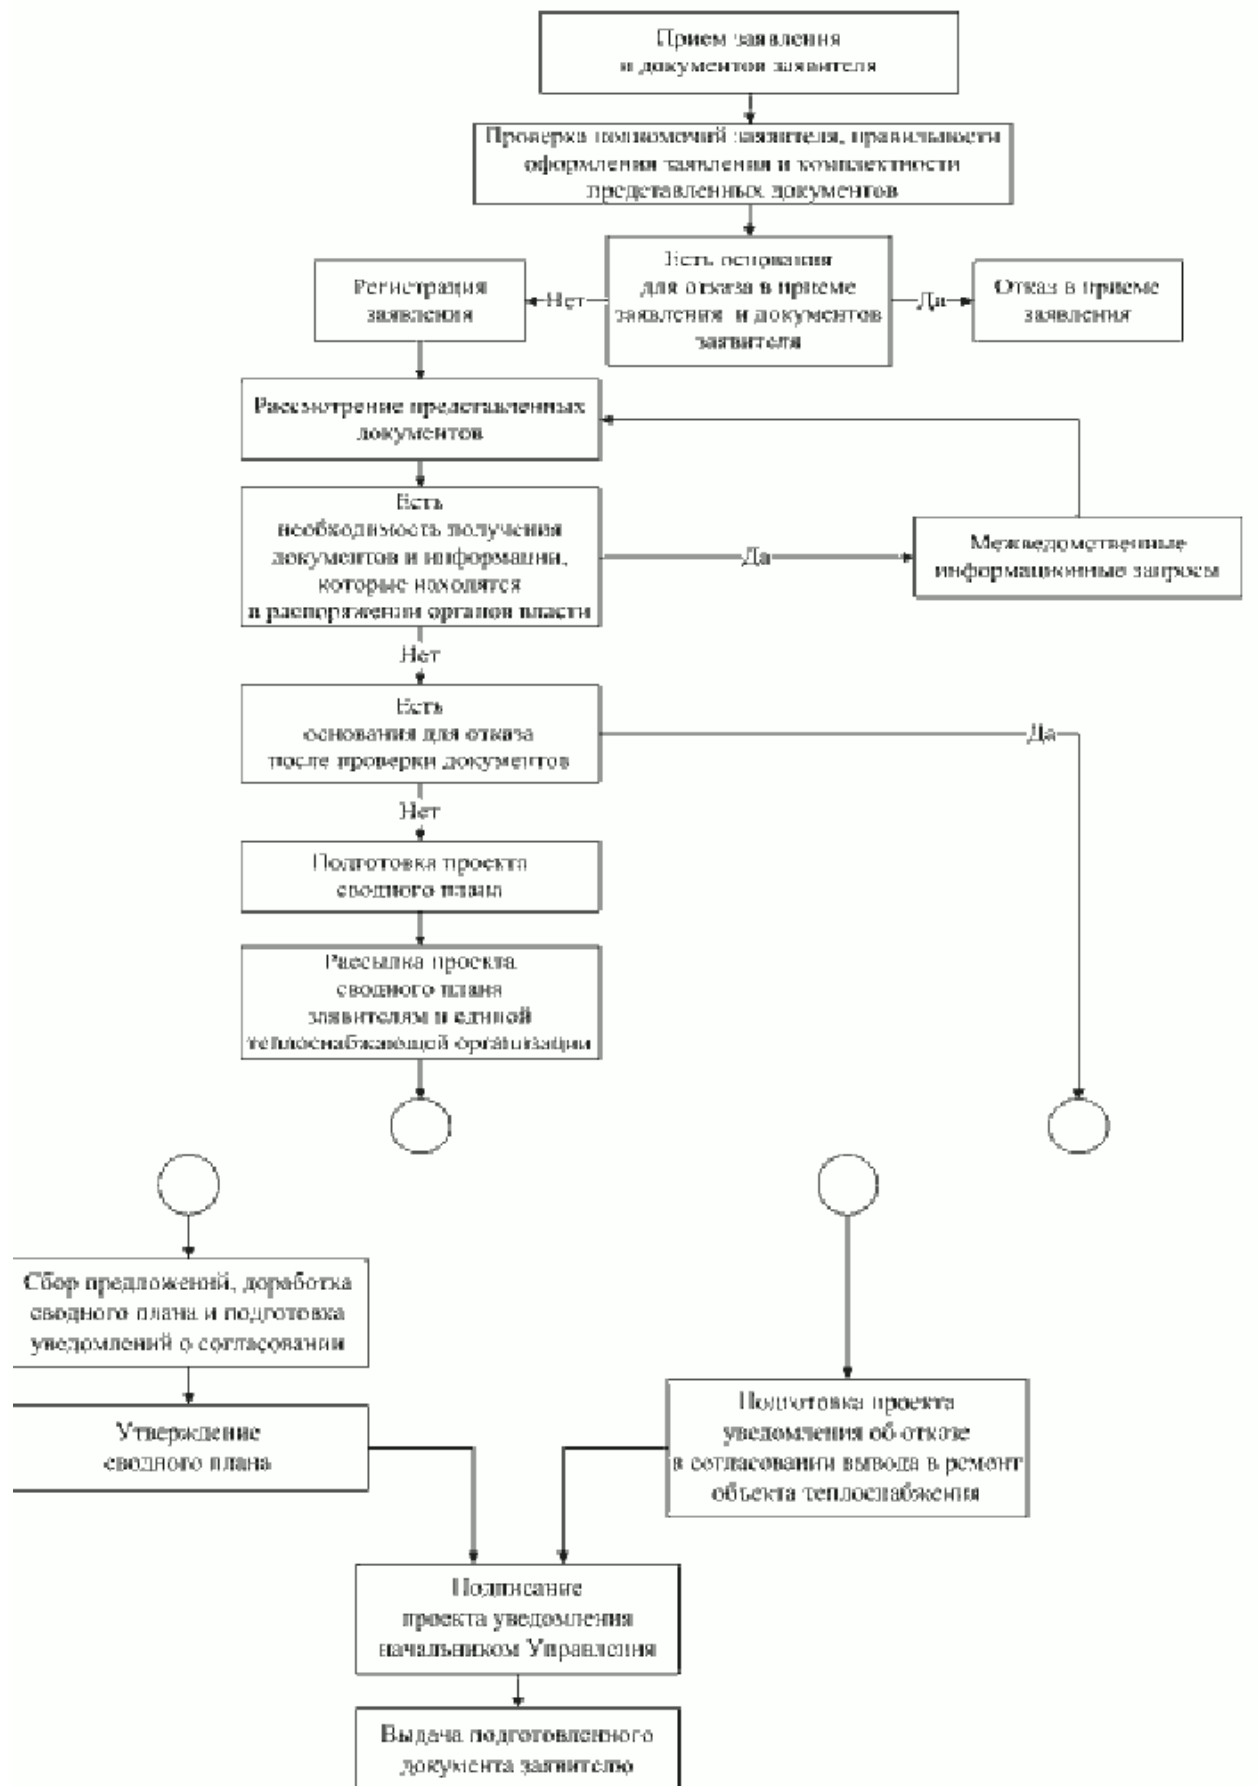 Прием заявления
и документов заявителя
Проверка полномочий заявителя, правильности
оформления заявления и комплектности
представленных документов
Есть основания
для отказа в приеме
заявления и документов
заявителя
Нет
Да
Регистрация
заявления
Отказ в приеме
заявления
Рассмотрение представленных
документов
Есть
необходимость получения
документов и информации,
которые находятся
в распоряжении органов власти
Да
Межведомственные
информационные запросы
Нет
Есть
основания для отказа
после проверки документов
Да
Нет
Подготовка проекта
сводного плана
Рассылка проекта
сводного плана
заявителям и единой
теплоснабжающей организации
Сбор предложений, доработка
сводного плана и подготовка
уведомлений о согласовании
Утверждение
сводного плана
Подготовка проекта
уведомления об отказе
в согласовании вывода в ремонт
объекта теплоснабжения
Подписание
проекта уведомления
начальником Управления
Выдача подготовленного
документа заявителю